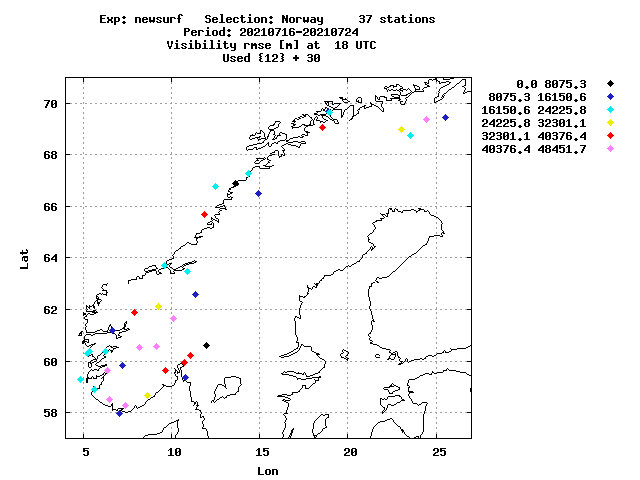 Exp: newsurf   Selection: Norway     37 stations
Period: 20210716-20210724
Visibility rmse [m] at  18 UTC
Used {12} + 30
0.0 8075.3
8075.3 16150.6
16150.6 24225.8
24225.8 32301.1
32301.1 40376.4
40376.4 48451.7
70
68
66
64
62
60
58
Lat
5 10 15 20 25
Lon